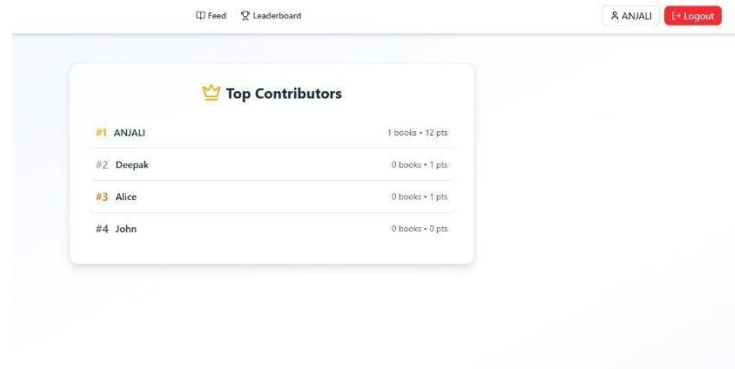 Feed Leaderboard ANJALI Logout
Top Contributors
#1 ANJALI 1 books • 12 pts
#2 Deepak 0 books • 1 pts
#3 Alice 0 books • 1 pts
#4 John 0 books • 0 pts